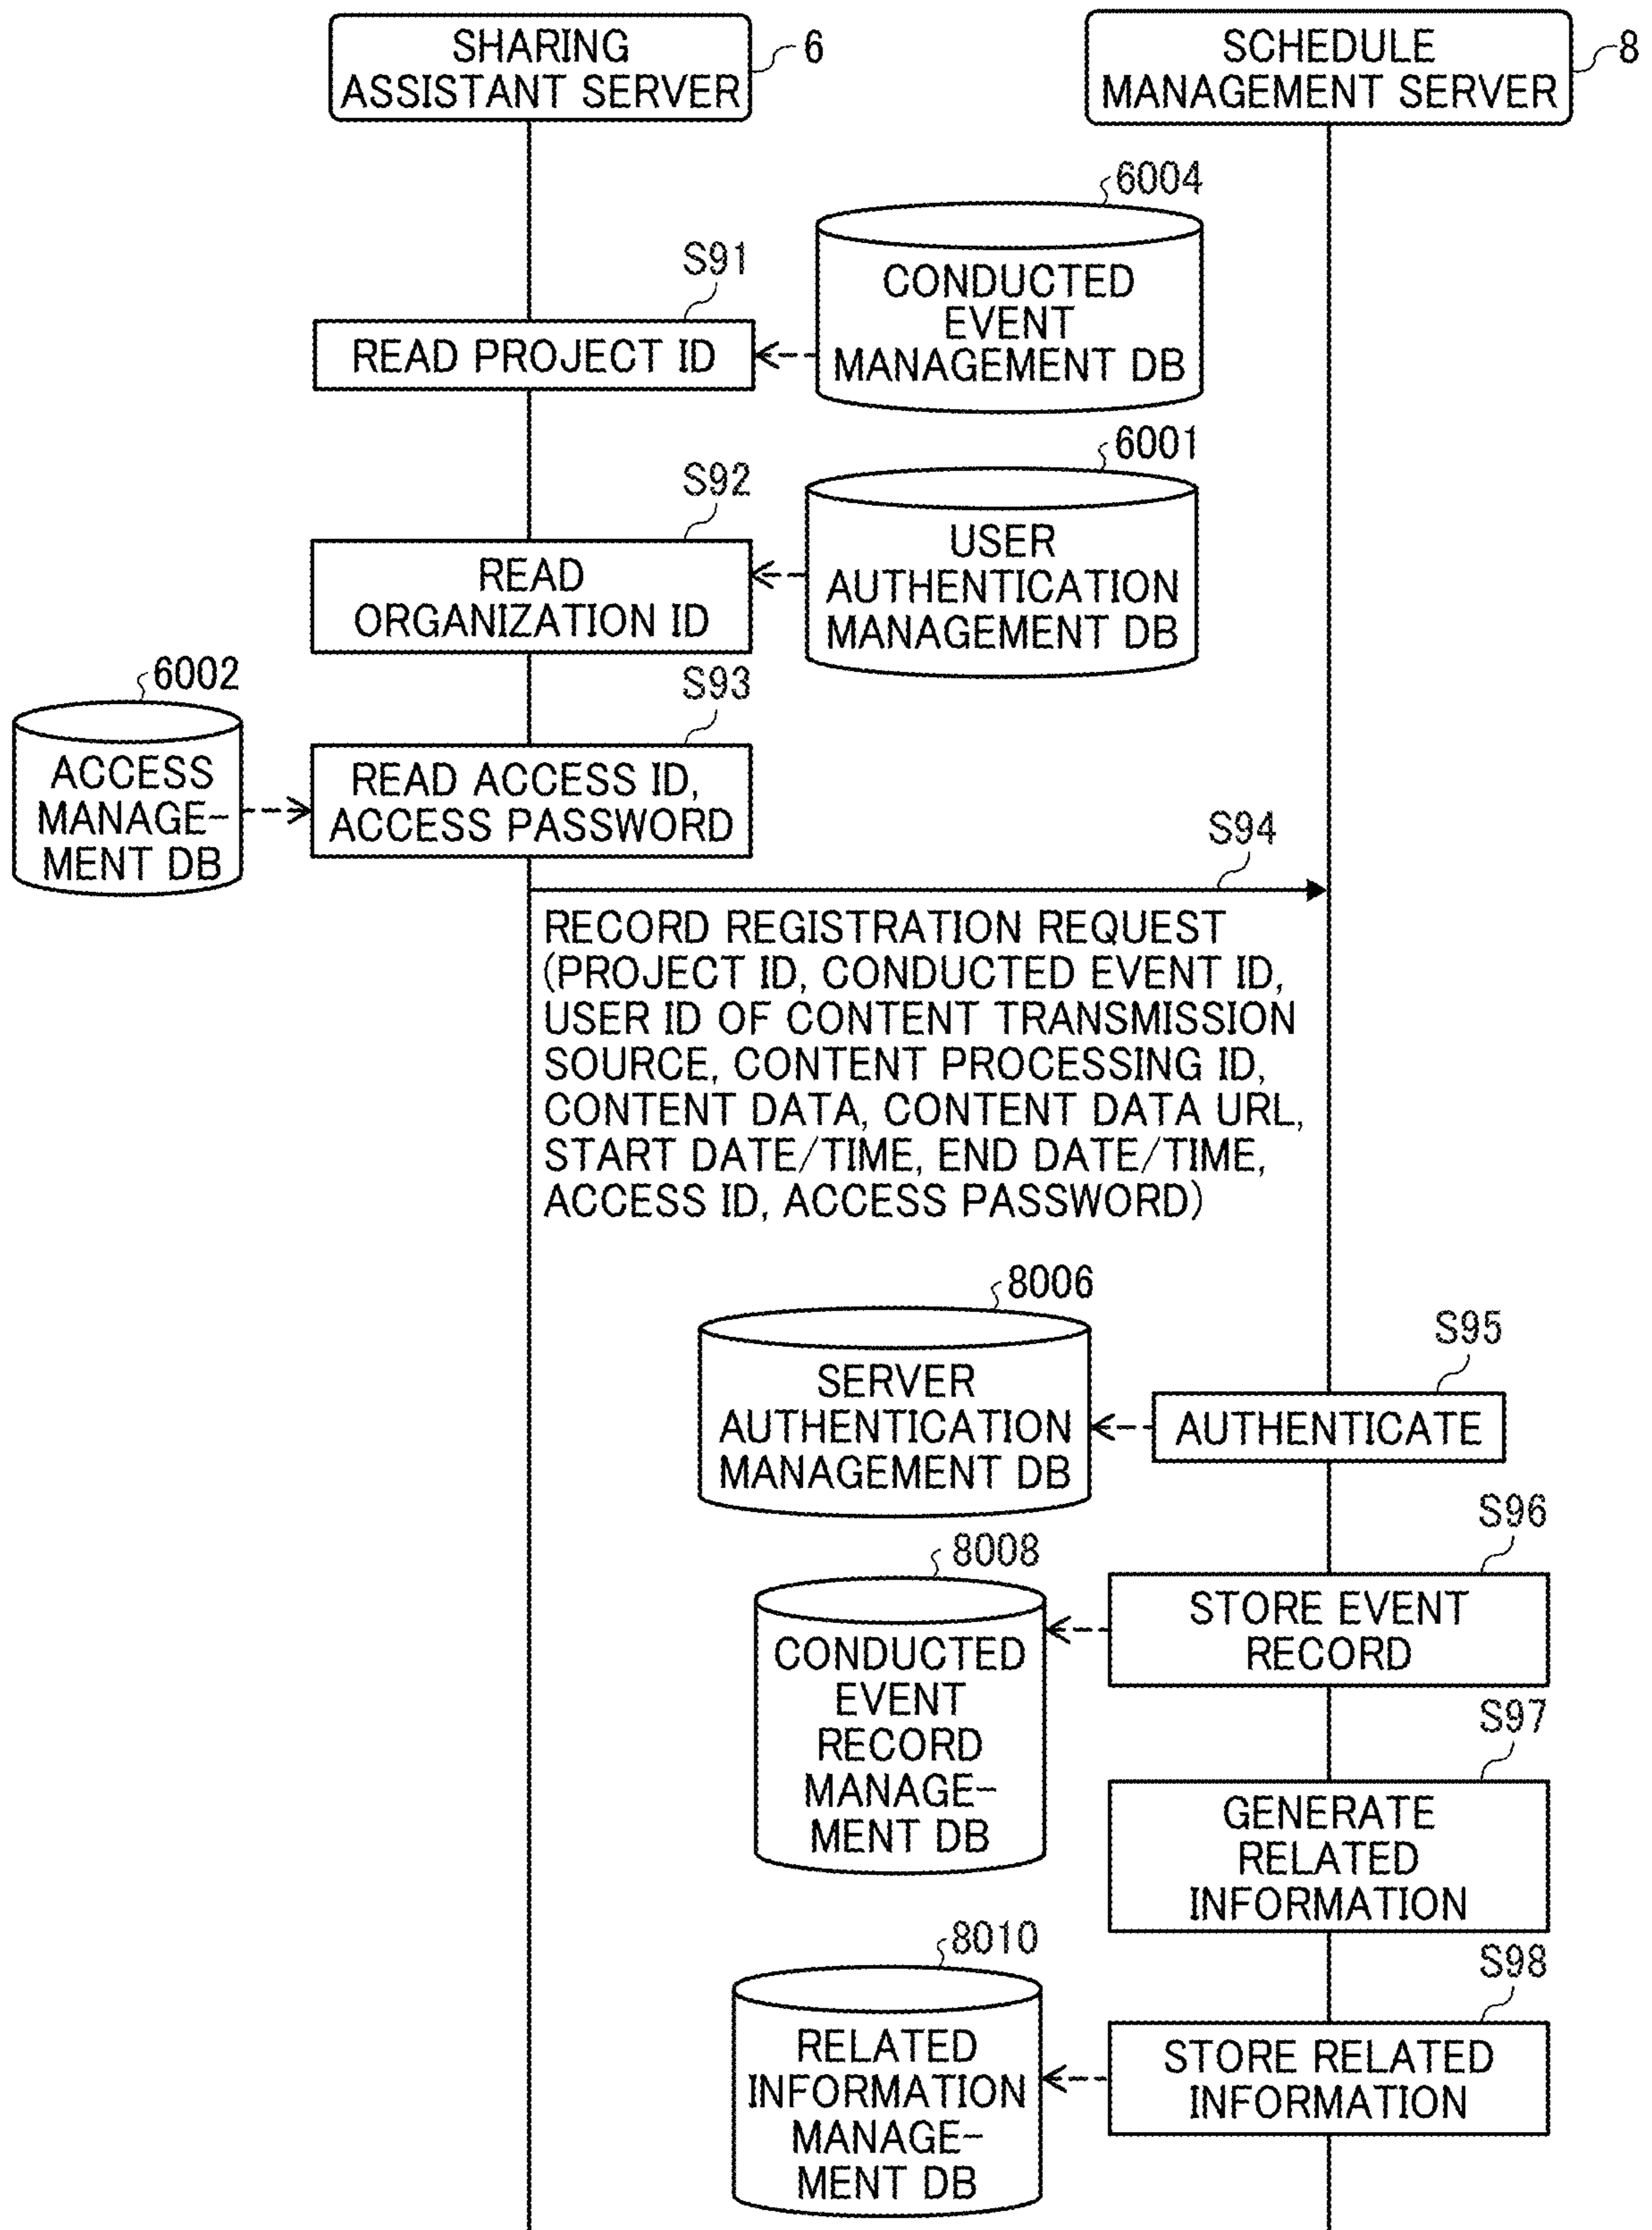 SHARING
ASSISTANT SERVER
6
SCHEDULE
MANAGEMENT SERVER
8
6004
CONDUCTED
EVENT
MANAGEMENT DB
S91
READ PROJECT ID
6001
USER
AUTHENTICATION
MANAGEMENT DB
S92
READ
ORGANIZATION ID
6002
ACCESS
MANAGE-
MENT DB
S93
READ ACCESS ID,
ACCESS PASSWORD
S94
RECORD REGISTRATION REQUEST
(PROJECT ID, CONDUCTED EVENT ID,
USER ID OF CONTENT TRANSMISSION
SOURCE, CONTENT PROCESSING ID,
CONTENT DATA, CONTENT DATA URL,
START DATE/TIME, END DATE/TIME,
ACCESS ID, ACCESS PASSWORD)
8006
SERVER
AUTHENTICATION
MANAGEMENT DB
S95
AUTHENTICATE
8008
CONDUCTED
EVENT
RECORD
MANAGE-
MENT DB
S96
STORE EVENT
RECORD
S97
GENERATE
RELATED
INFORMATION
8010
RELATED
INFORMATION
MANAGE-
MENT DB
S98
STORE RELATED
INFORMATION